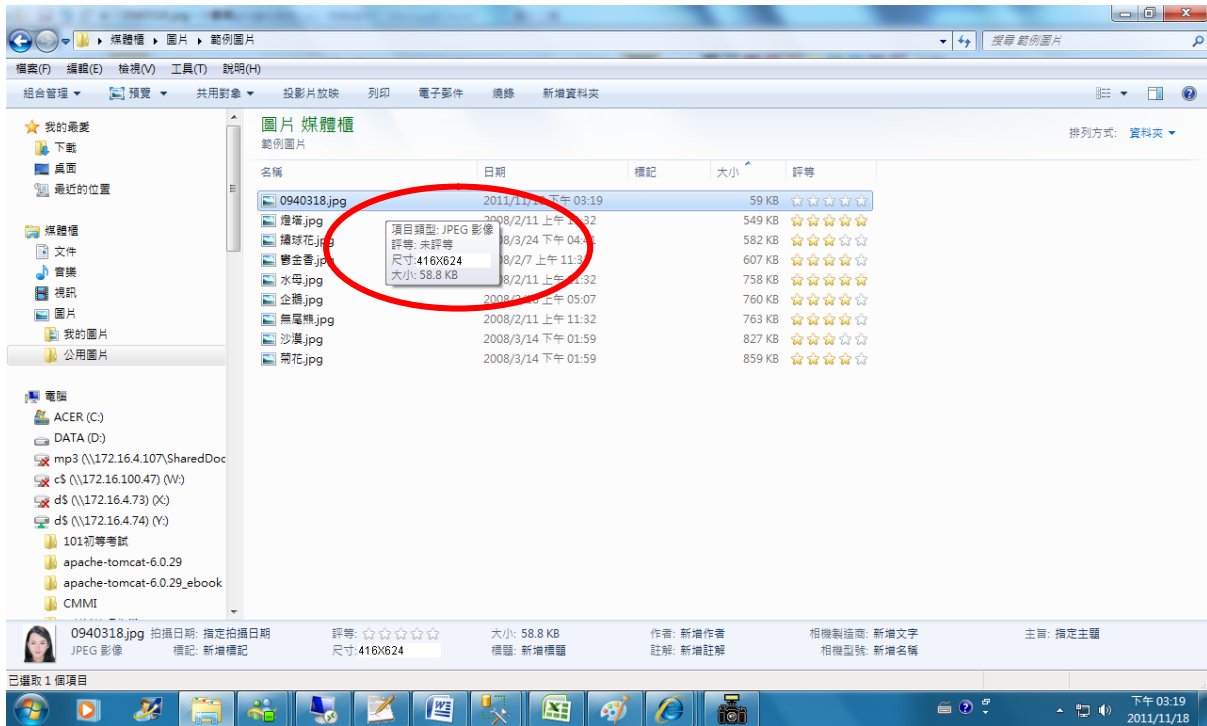 媒體櫃 ▸ 圖片 ▸ 範例圖片
搜尋 範例圖片
檔案(F) 編輯(E) 檢視(V) 工具(T) 說明(H)
組合管理 預覽 共用對象 投影片放映 列印 電子郵件 燒錄 新增資料夾
我的最愛
下載
桌面
最近的位置
媒體櫃
文件
音樂
視訊
圖片
我的圖片
公用圖片
電腦
ACER (C:)
DATA (D:)
mp3 (\\172.16.4.107\SharedDoc
c$ (\\172.16.100.47) (W:)
d$ (\\172.16.4.73) (X:)
d$ (\\172.16.4.74) (Y:)
101初等考試
apache-tomcat-6.0.29
apache-tomcat-6.0.29_ebook
CMMI
圖片 媒體櫃
範例圖片
排列方式: 資料夾
名稱 日期 標記 大小 評等
0940318.jpg 下午 03:19 59 KB
燈塔.jpg 2008/2/11 上午 549 KB
繡球花.jpg 下午 582 KB
鬱金香.jpg 上午 607 KB
水母.jpg 758 KB
企鵝.jpg 上午 05:07 760 KB
無尾熊.jpg 2008/2/11 上午 11:32 763 KB
沙漠.jpg 2008/3/14 下午 01:59 827 KB
菊花.jpg 2008/3/14 下午 01:59 859 KB
項目類型: JPEG 影像
評等: 未評等
尺寸:416X624
大小: 58.8 KB
0940318.jpg 拍攝日期: 指定拍攝日期 評等: 大小: 58.8 KB 作者: 新增作者 相機製造商: 新增文字 主旨: 指定主題
JPEG 影像 標記: 新增標記 尺寸:416X624 標題: 新增標題 註解: 新增註解 相機型號: 新增名稱
已選取 1 個項目
下午 03:19
2011/11/18